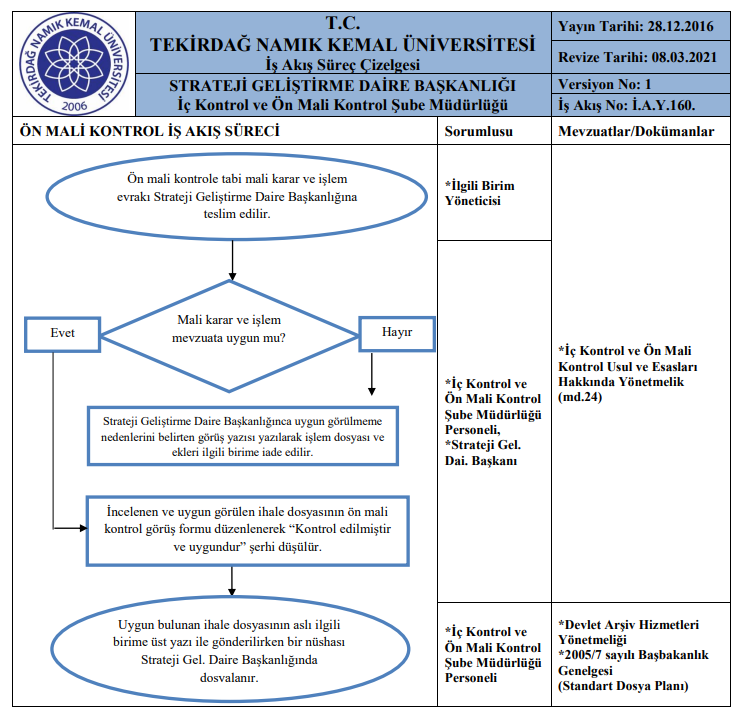 TEKİRDAĞ NAMIK KEMAL ÜNİVERSİTESİ
2006
T.C.
TEKİRDAĞ NAMIK KEMAL ÜNİVERSİTESİ
İş Akış Süreç Çizelgesi
STRATEJİ GELİŞTİRME DAİRE BAŞKANLIĞI
İç Kontrol ve Ön Mali Kontrol Şube Müdürlüğü
Yayın Tarihi: 28.12.2016
Revize Tarihi: 08.03.2021
Versiyon No: 1
İş Akış No: İ.A.Y.160.
ÖN MALİ KONTROL İŞ AKIŞ SÜRECİ
Sorumlusu
Mevzuatlar/Dokümanlar
Ön mali kontrole tabi mali karar ve işlem
evrakı Strateji Geliştirme Daire Başkanlığına
teslim edilir.
*İlgili Birim
Yöneticisi
Mali karar ve işlem
mevzuata uygun mu?
Evet
Hayır
Strateji Geliştirme Daire Başkanlığınca uygun görülmeme
nedenlerini belirten görüş yazısı yazılarak işlem dosyası ve
ekleri ilgili birime iade edilir.
İncelenen ve uygun görülen ihale dosyasının ön mali
kontrol görüş formu düzenlenerek “Kontrol edilmiştir
ve uygundur” şerhi düşülür.
*İç Kontrol ve
Ön Mali Kontrol
Şube Müdürlüğü
Personeli,
*Strateji Gel.
Dai. Başkanı
*İç Kontrol ve Ön Mali
Kontrol Usul ve Esasları
Hakkında Yönetmelik
(md.24)
Uygun bulunan ihale dosyasının aslı ilgili
birime üst yazı ile gönderilirken bir nüshası
Strateji Gel. Daire Başkanlığında
dosvalanır.
*İç Kontrol ve
Ön Mali Kontrol
Şube Müdürlüğü
Personeli
*Devlet Arşiv Hizmetleri
Yönetmeliği
*2005/7 sayılı Başbakanlık
Genelgesi
(Standart Dosya Planı)